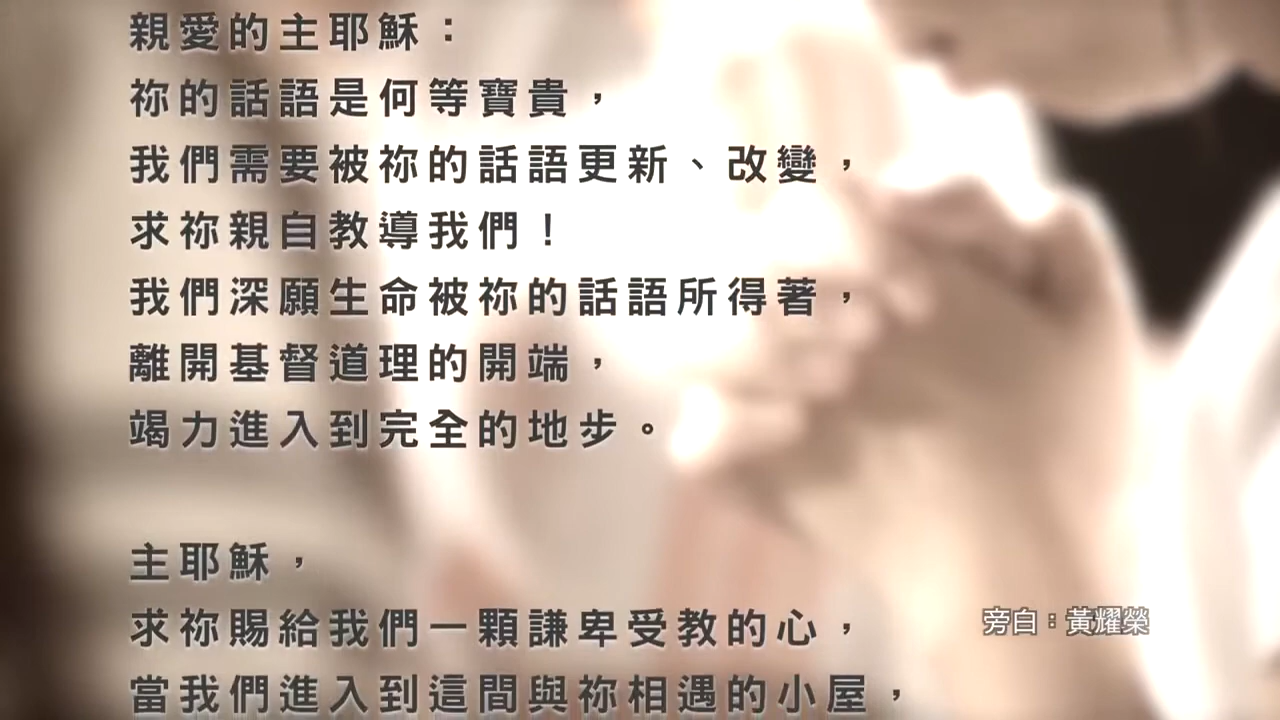 親愛的主耶穌：
祢的話語是何等寶貴，
我們需要被祢的話語更新、改變，
求祢親自教導我們！
我們深願生命被祢的話語所得著，
離開基督道理的開端，
竭力進入到完全的地步。
主耶穌，
求祢賜給我們一顆謙卑受教的心，
旁白：黃耀榮
當我們進入到這間與祢相遇的小屋，